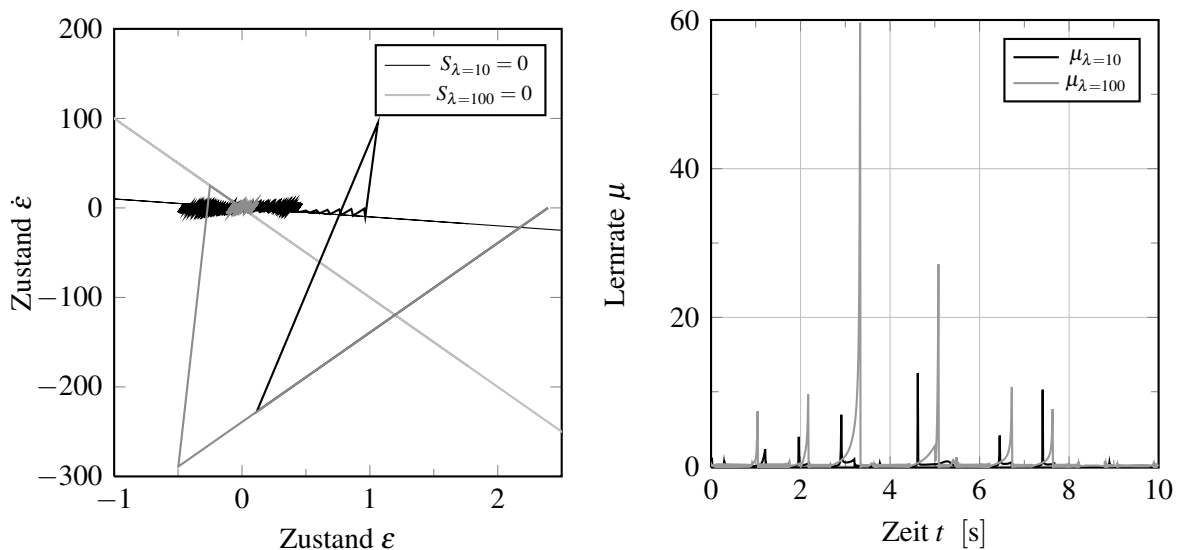 200
100
0
−100
−200
−300
−1
0
1
2
Zustand ε̇
Zustand ε
S_{λ=10} = 0
S_{λ=100} = 0
60
40
20
0
0
2
4
6
8
10
Lernrate μ
Zeit t [s]
μ_{λ=10}
μ_{λ=100}